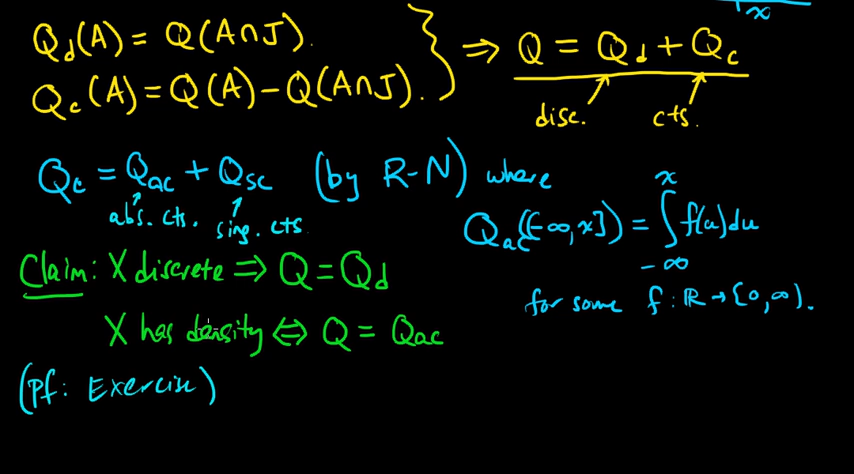 x
Q_d(A) = Q(A∩J). } ⇒ Q = Q_d + Q_c
Q_c(A) = Q(A) − Q(A∩J).
disc. cts.
Q_c = Q_ac + Q_sc (by R-N) where
abs. cts. sing. cts
Q_ac((-∞, x]) = ∫_{-∞}^{x} f(u)du
for some f: ℝ → [0, ∞).
Claim: X discrete ⇒ Q = Q_d
X has density ⇔ Q = Q_ac
(Pf: Exercise)